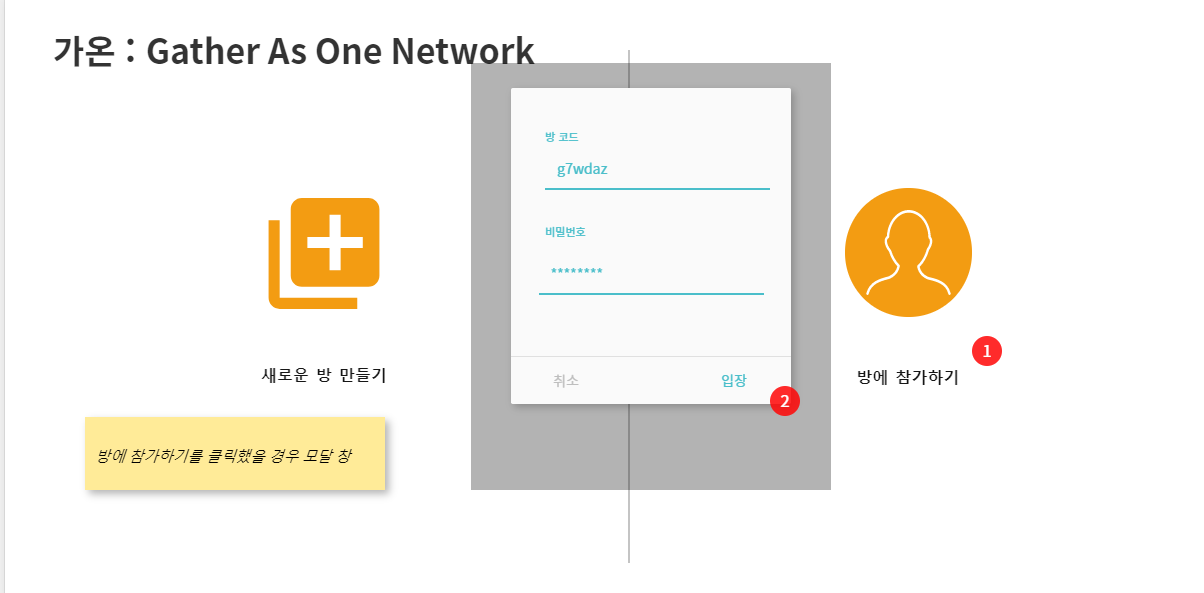 가온 : Gather As One Network
방 코드
g7wdaz
비밀번호
********
취소
입장
2
새로운 방 만들기
1
방에 참가하기
방에 참가하기를 클릭했을 경우 모달 창